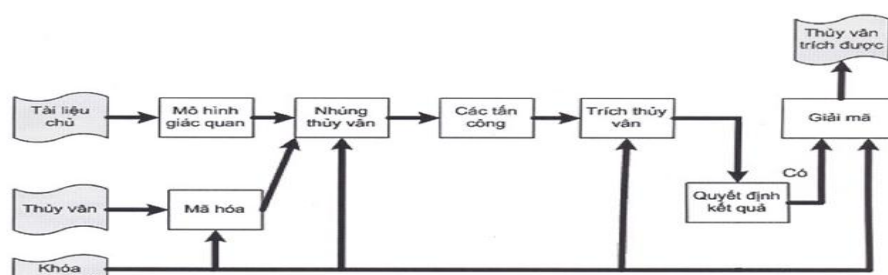 Thủy vân
trích được
Tài liệu
chủ
Mô hình
giác quan
Nhúng
thủy vân
Các tấn
công
Trích thủy
vân
Giải mã
Có
Thủy vân
Mã hóa
Quyết định
kết quả
Khóa